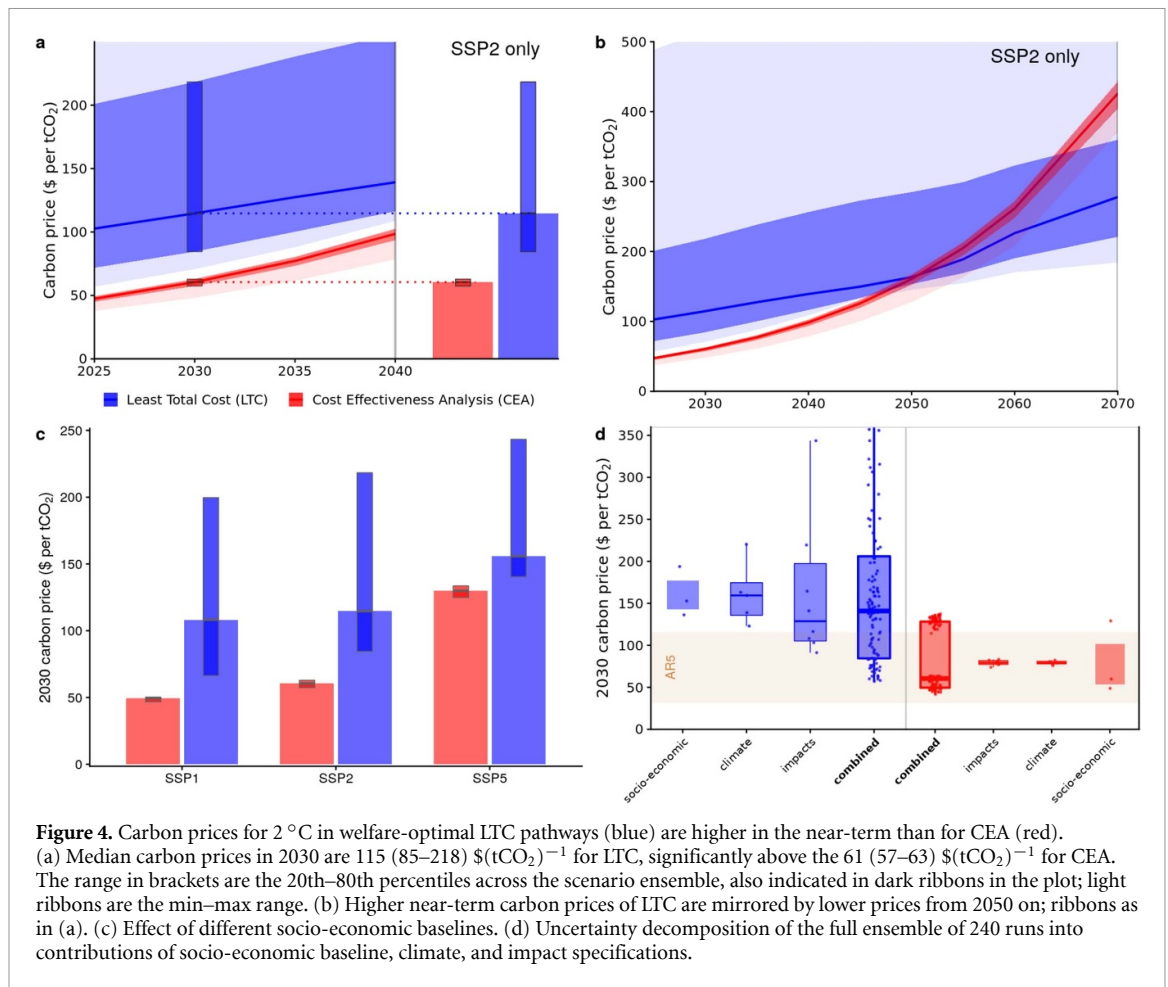 a
SSP2 only
Carbon price ($ per tCO2)
200
150
100
50
0
2025
2030
2035
2040
Least Total Cost (LTC)
Cost Effectiveness Analysis (CEA)
b
SSP2 only
Carbon price ($ per tCO2)
500
400
300
200
100
0
2030
2040
2050
2060
2070
c
2030 carbon price ($ per tCO2)
250
200
150
100
50
0
SSP1
SSP2
SSP5
d
2030 carbon price ($ per tCO2)
350
300
250
200
150
100
50
0
AR5
socio-economic
climate
impacts
combined
combined
impacts
climate
socio-economic
Figure 4. Carbon prices for 2 °C in welfare-optimal LTC pathways (blue) are higher in the near-term than for CEA (red).
(a) Median carbon prices in 2030 are 115 (85–218) $(tCO2)−1 for LTC, significantly above the 61 (57–63) $(tCO2)−1 for CEA.
The range in brackets are the 20th–80th percentiles across the scenario ensemble, also indicated in dark ribbons in the plot; light
ribbons are the min–max range. (b) Higher near-term carbon prices of LTC are mirrored by lower prices from 2050 on; ribbons as
in (a). (c) Effect of different socio-economic baselines. (d) Uncertainty decomposition of the full ensemble of 240 runs into
contributions of socio-economic baseline, climate, and impact specifications.